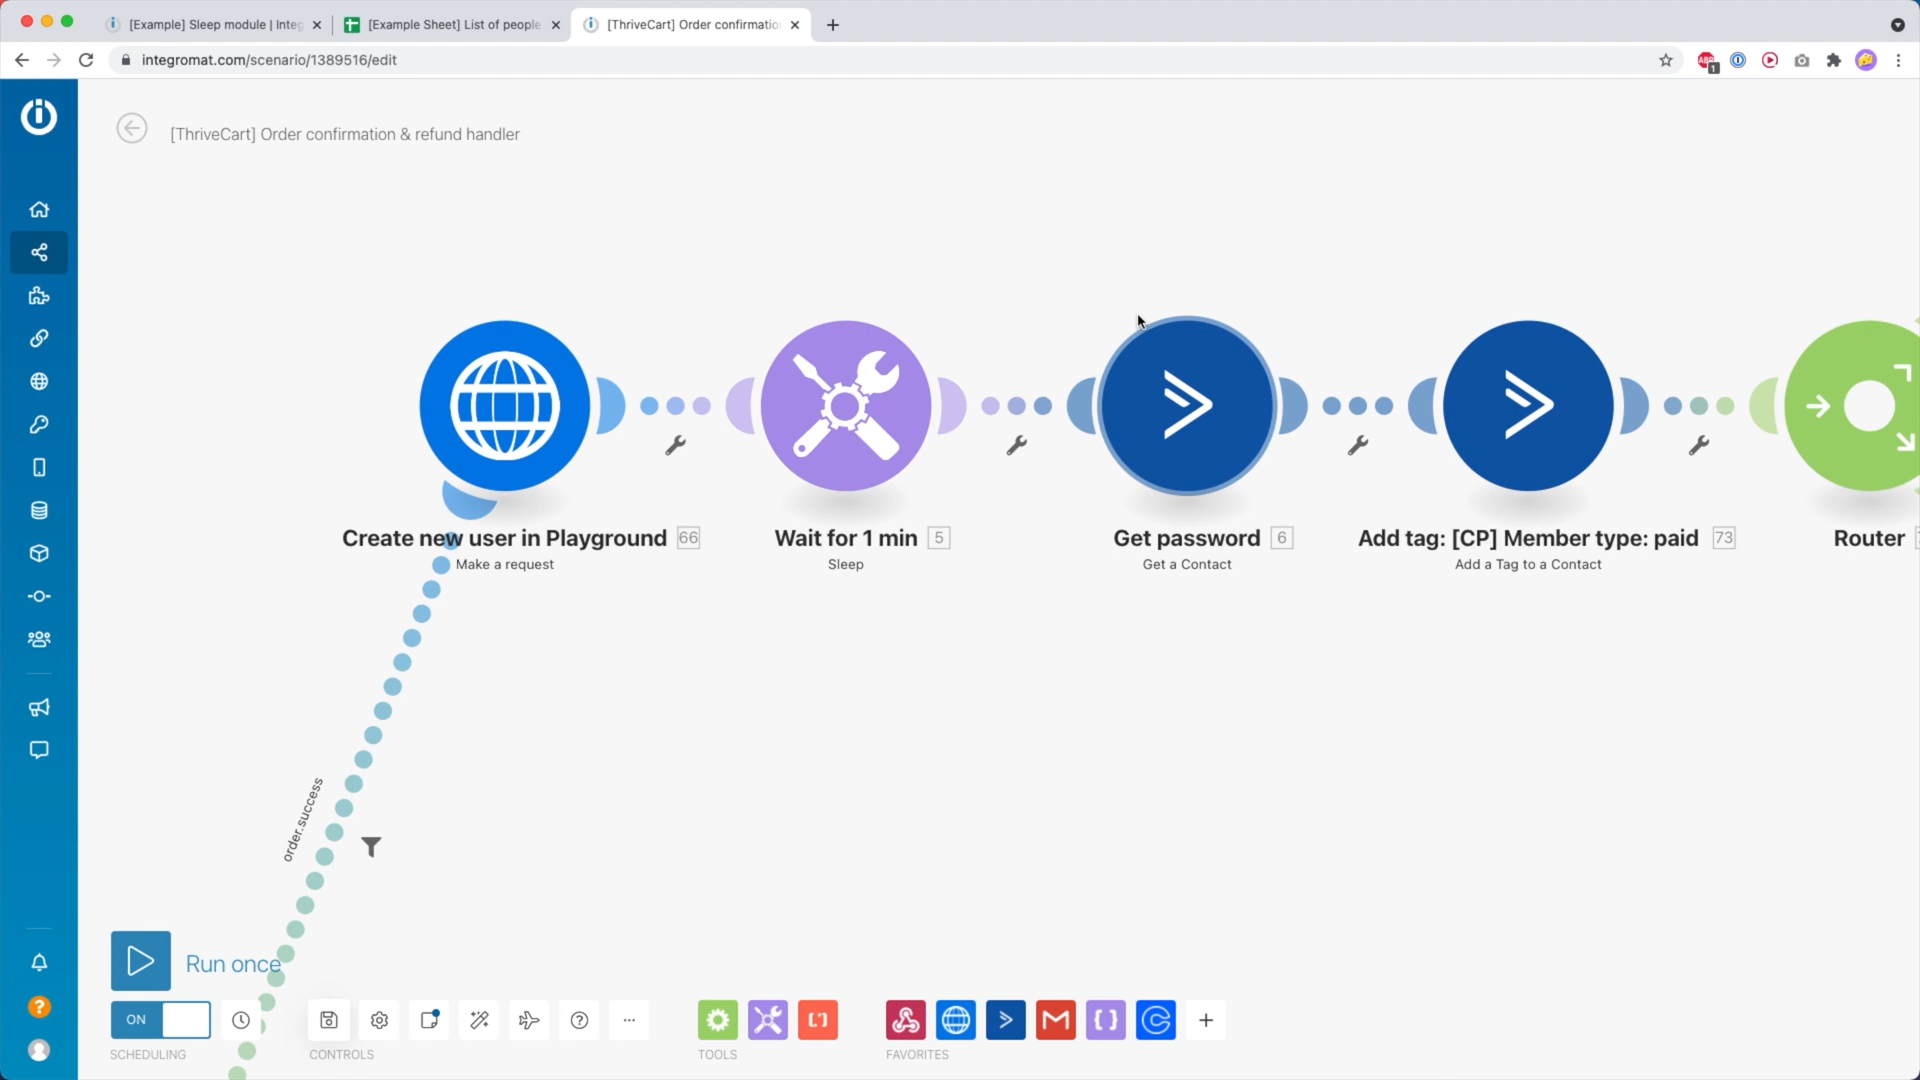 [Example] Sleep module | Integ
[Example Sheet] List of people
[ThriveCart] Order confirmatio
integromat.com/scenario/1389516/edit
ABP
1
[ThriveCart] Order confirmation & refund handler
Create new user in Playground 66
Make a request
Wait for 1 min 5
Sleep
Get password 6
Get a Contact
Add tag: [CP] Member type: paid 73
Add a Tag to a Contact
Router
order.success
Run once
ON
SCHEDULING
CONTROLS
TOOLS
FAVORITES